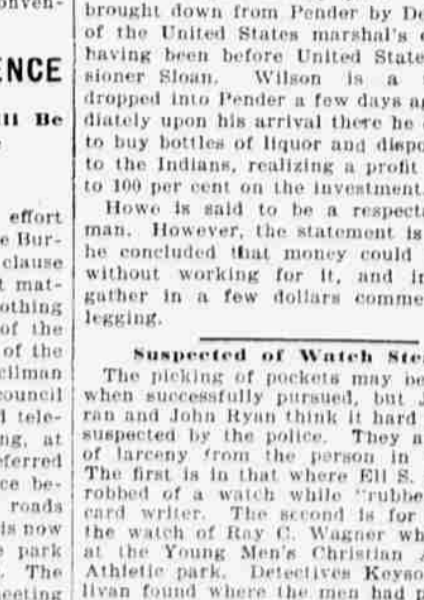 onven-
ENCE
ill Be
effort
e Bur-
clause
t mat-
othing
of the
of the
cilman
council
d tele-
ng, at
eferred
ce be-
roads
is now
e park
. The
neeting
brought down from Pender by De
of the United States marshal's
having been before United State
sioner Sloan. Wilson is a
dropped into Pender a few days a
diately upon his arrival there he
to buy bottles of liquor and dispo
to the Indians, realizing a profit
to 100 per cent on the investment.
Howe is said to be a respecta
man. However, the statement is
he concluded that money could
without working for it, and in
gather in a few dollars comme
legging.
Suspected of Watch Ste
The picking of pockets may be
when successfully pursued, but J
ran and John Ryan think it hard
suspected by the police. They a
of larceny from the person in
The first is in that where Ell S.
robbed of a watch while "rubbe
card writer. The second is for
the watch of Ray C. Wagner wh
at the Young Men's Christian A
Athletic park. Detectives Keyso
livan found where the men had p